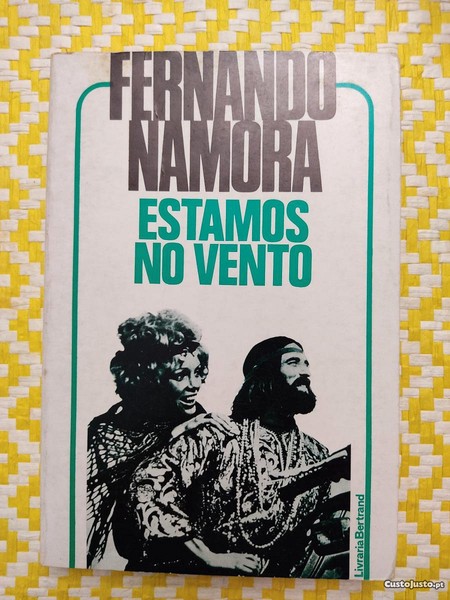 FERNANDO
NAMORA
ESTAMOS
NO VENTO
Livraria Bertrand
CustoJusto.pt